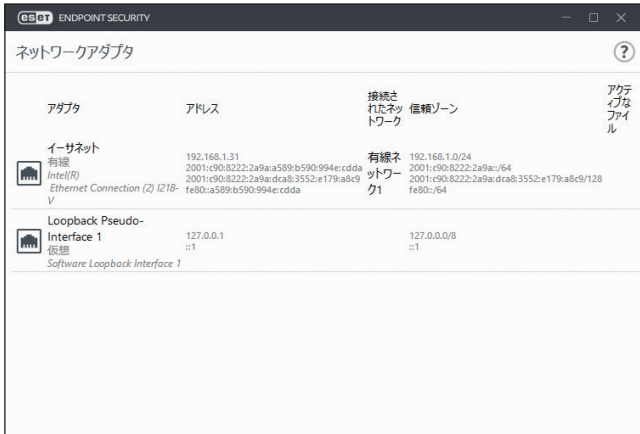 eseT ENDPOINT SECURITY
ネットワークアダプタ
?
アダプタ
アドレス
接続さ
れたネッ
トワーク
信頼ゾーン
アクテ
ィブな
ファイ
ル
イーサネット
有線
Intel(R)
Ethernet Connection (2) I218-
V
192.168.1.31
2001:c90:8222:2a9a:a589:b590:994e:cdda
2001:c90:8222:2a9a:dca8:3552:e179:a8c9
fe80::a589:b590:994e:cdda
有線ネ
ットワー
ク1
192.168.1.0/24
2001:c90:8222:2a9a::/64
2001:c90:8222:2a9a:dca8:3552:e179:a8c9/128
fe80::/64
Loopback Pseudo-
Interface 1
仮想
Software Loopback Interface 1
127.0.0.1
::1
127.0.0.0/8
::1